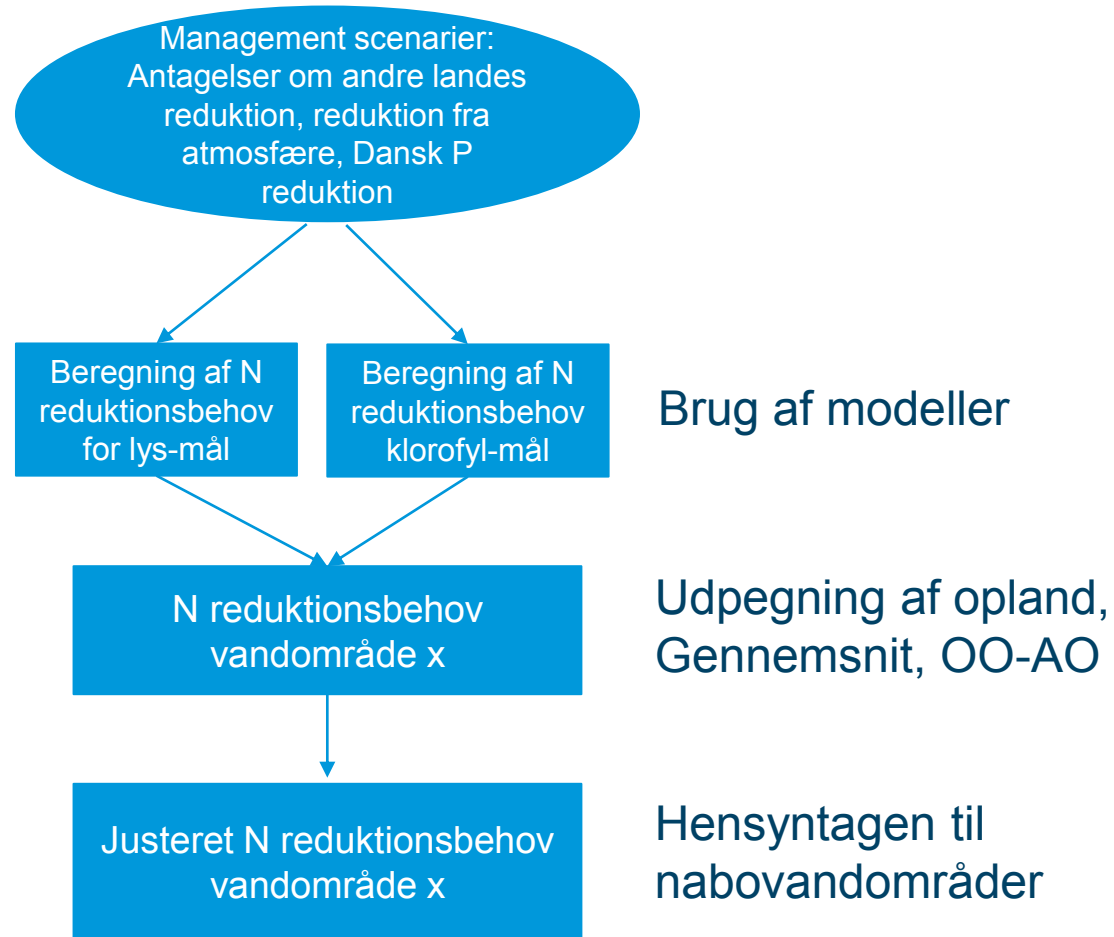 Management scenarier:
Antagelser om andre landes
reduktion, reduktion fra
atmosfære, Dansk P
reduktion
Beregning af N
reduktionsbehov
for lys-mål
Beregning af N
reduktionsbehov
klorofyl-mål
Brug af modeller
N reduktionsbehov
vandområde x
Udpegning af opland,
Gennemsnit, OO-AO
Justeret N reduktionsbehov
vandområde x
Hensyntagen til
nabovandområder